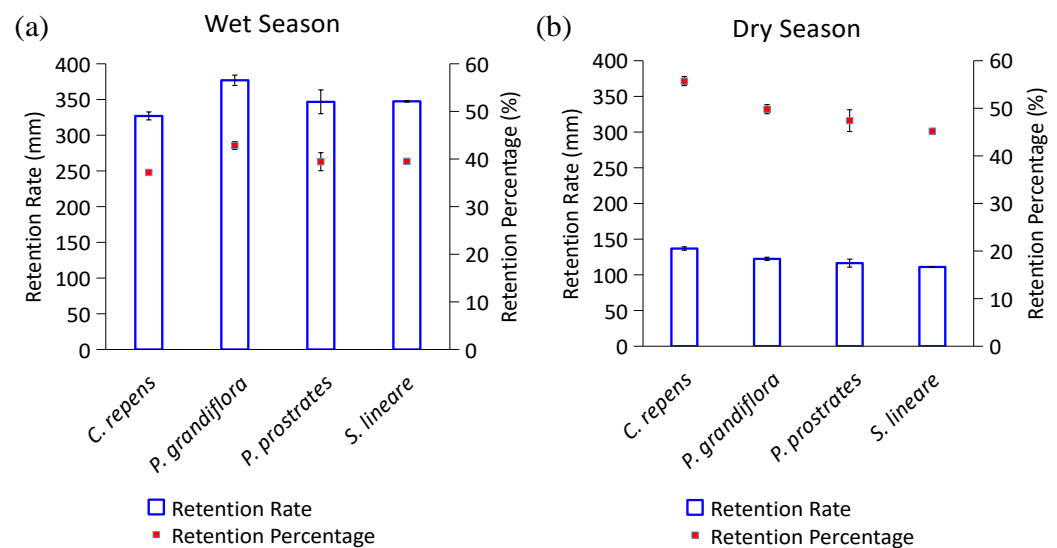 (a)
Wet Season
Retention Rate (mm)
400
350
300
250
200
150
100
50
0
60
50
40
30
20
10
0
Retention Percentage (%)
C. repens
P. grandiflora
P. prostrates
S. lineare
Retention Rate
Retention Percentage
(b)
Dry Season
Retention Rate (mm)
400
350
300
250
200
150
100
50
0
60
50
40
30
20
10
0
Retention Percentage (%)
C. repens
P. grandiflora
P. prostrates
S. lineare
Retention Rate
Retention Percentage